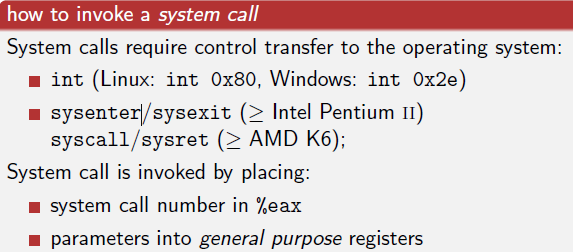 how to invoke a system call
System calls require control transfer to the operating system:
int (Linux: int 0x80, Windows: int 0x2e)
sysenter/sysexit (≥ Intel Pentium II)
syscall/sysret (≥ AMD K6);
System call is invoked by placing:
system call number in %eax
parameters into general purpose registers